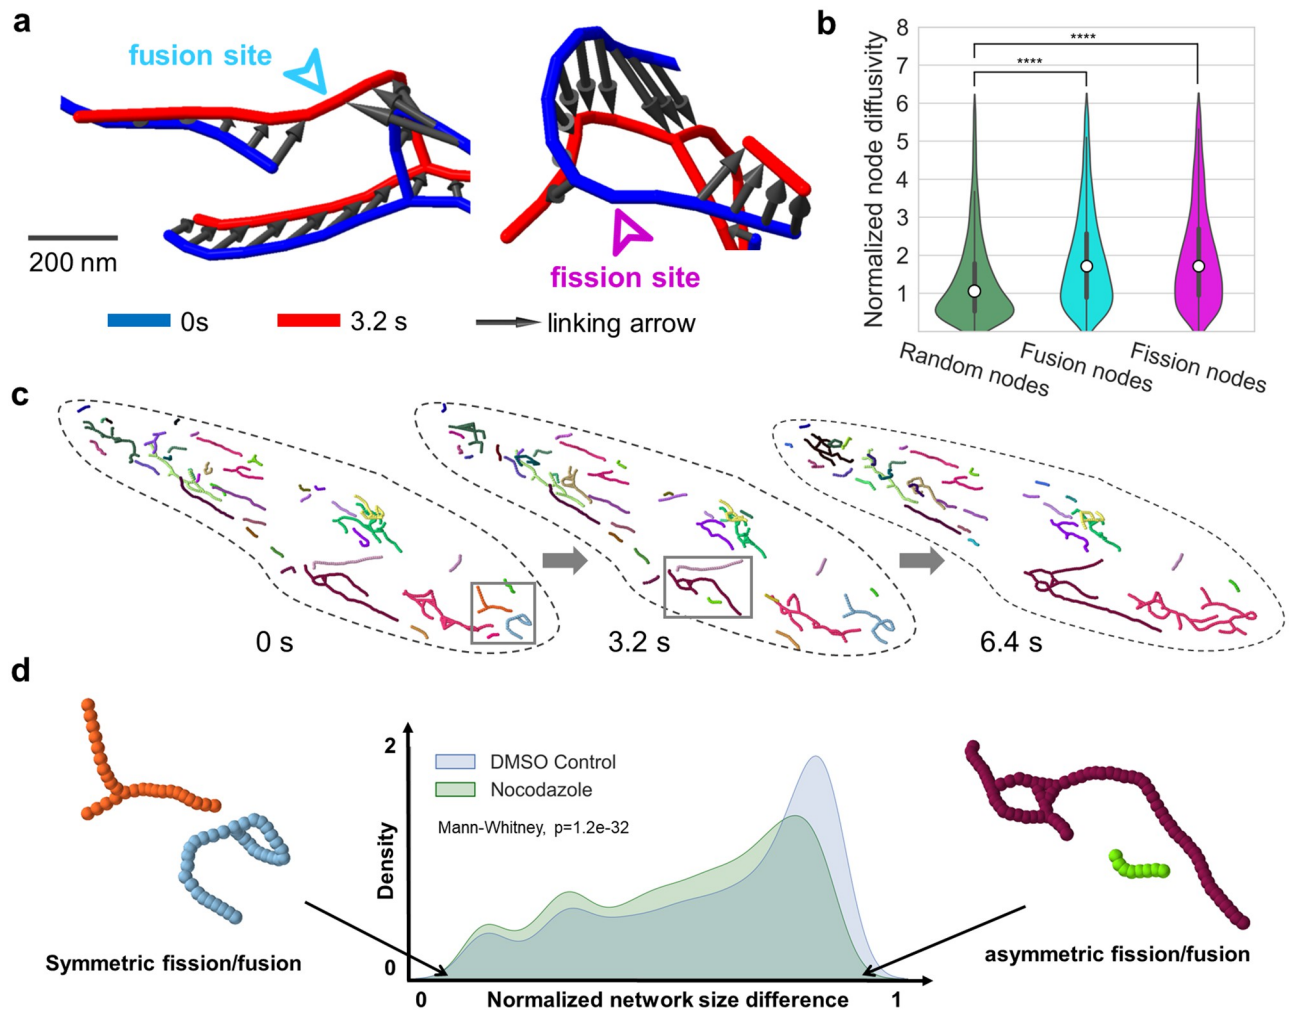 a
fusion site
fission site
200 nm
0s
3.2 s
linking arrow
b
Normalized node diffusivity
8
7
6
5
4
3
2
1
****
****
Random nodes
Fusion nodes
Fission nodes
c
0 s
3.2 s
6.4 s
d
Symmetric fission/fusion
2
Density
0
DMSO Control
Nocodazole
Mann-Whitney, p=1.2e-32
0
Normalized network size difference
1
asymmetric fission/fusion